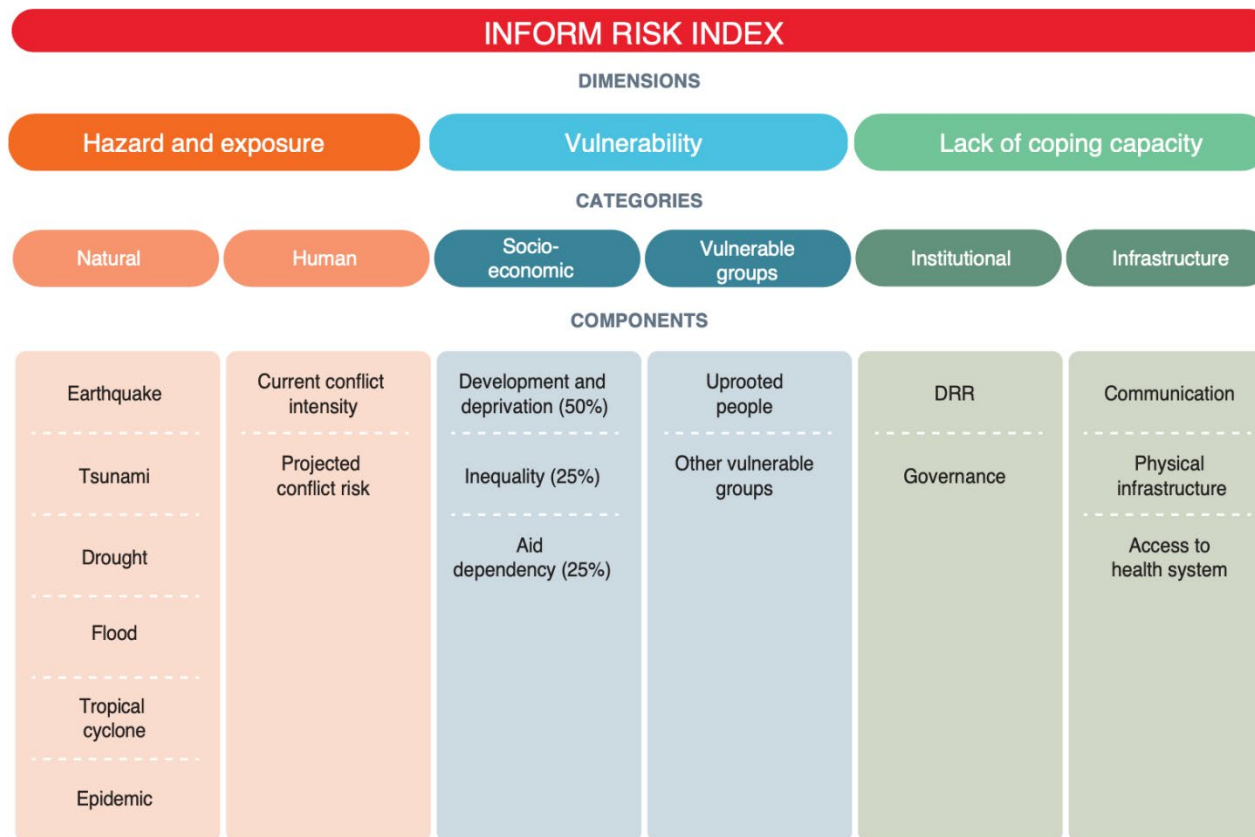 INFORM RISK INDEX
DIMENSIONS
Hazard and exposure
Vulnerability
Lack of coping capacity
CATEGORIES
Natural
Human
Socio-
economic
Vulnerable
groups
Institutional
Infrastructure
COMPONENTS
Earthquake
Tsunami
Drought
Flood
Tropical
cyclone
Epidemic
Current conflict
intensity
Projected
conflict risk
Development and
deprivation (50%)
Inequality (25%)
Aid
dependency (25%)
Uprooted
people
Other vulnerable
groups
DRR
Governance
Communication
Physical
infrastructure
Access to
health system